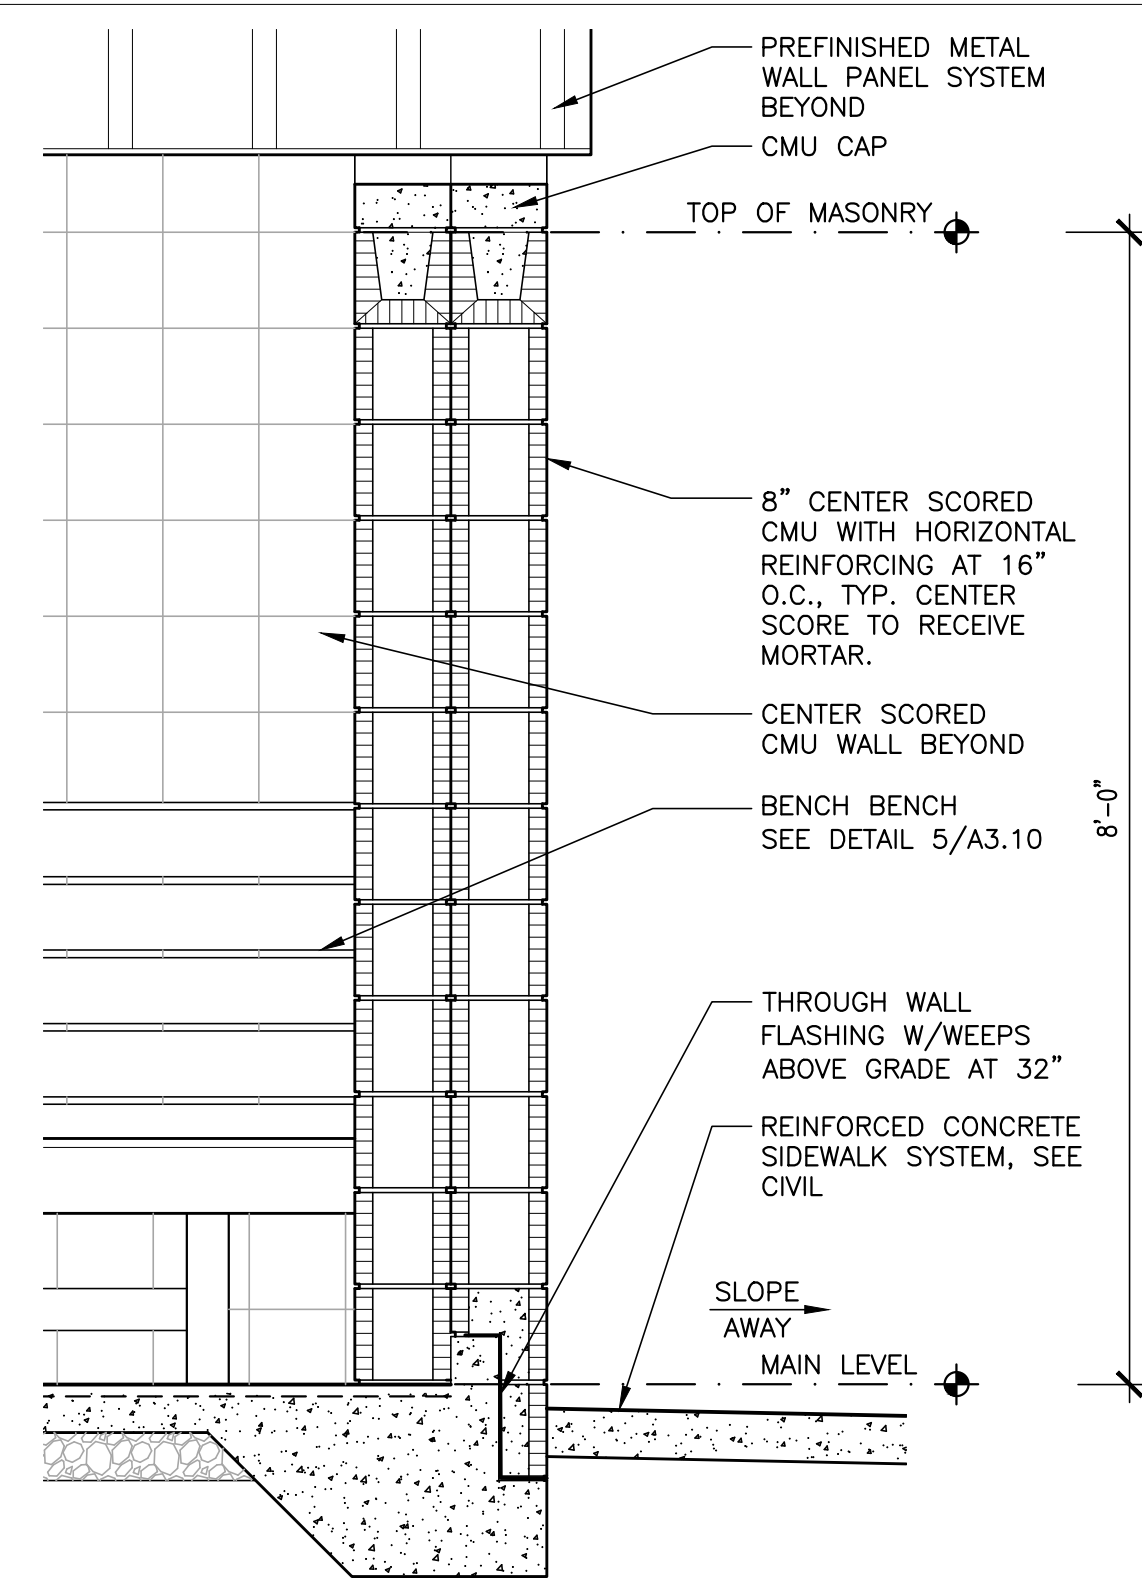 PREFINISHED METAL
WALL PANEL SYSTEM
BEYOND
CMU CAP
TOP OF MASONRY
8" CENTER SCORED
CMU WITH HORIZONTAL
REINFORCING AT 16"
O.C., TYP. CENTER
SCORE TO RECEIVE
MORTAR.
CENTER SCORED
CMU WALL BEYOND
8'-0"
BENCH BENCH
SEE DETAIL 5/A3.10
THROUGH WALL
FLASHING W/WEEPS
ABOVE GRADE AT 32"
REINFORCED CONCRETE
SIDEWALK SYSTEM, SEE
CIVIL
SLOPE
AWAY
MAIN LEVEL